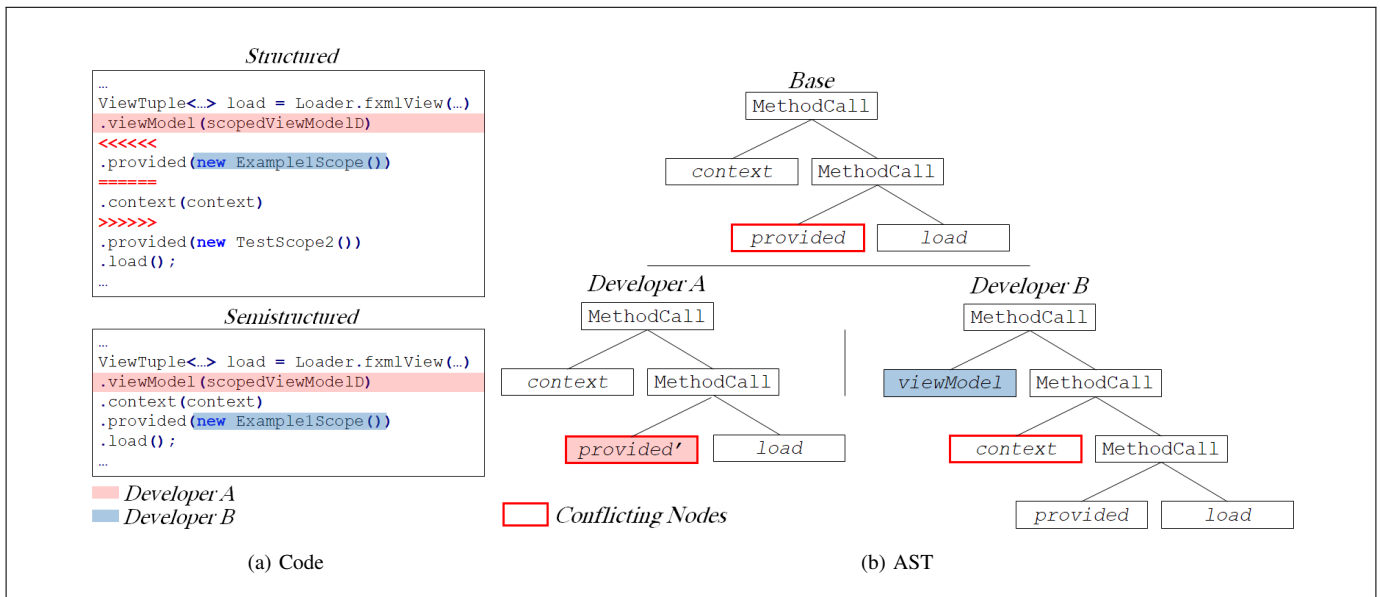 Structured
…
ViewTuple<…> load = Loader.fxmlView(…)
.viewModel(scopedViewModelD)
<<<<<<
.provided(new Example1Scope())
======
.context(context)
>>>>>>
.provided(new TestScope2())
.load();
…
Semistructured
…
ViewTuple<…> load = Loader.fxmlView(…)
.viewModel(scopedViewModelD)
.context(context)
.provided(new Example1Scope())
.load();
…
Developer A
Developer B
(a) Code
Base
MethodCall
context MethodCall
provided load
Developer A
MethodCall
context MethodCall
provided' load
Developer B
MethodCall
viewModel MethodCall
context MethodCall
provided load
Conflicting Nodes
(b) AST